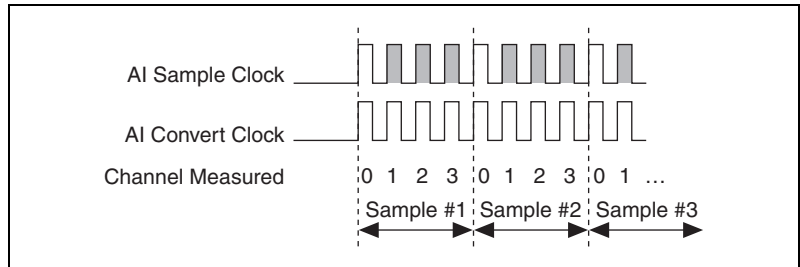 AI Sample Clock
AI Convert Clock
Channel Measured 0 1 2 3 0 1 2 3 0 1 …
Sample #1 Sample #2 Sample #3